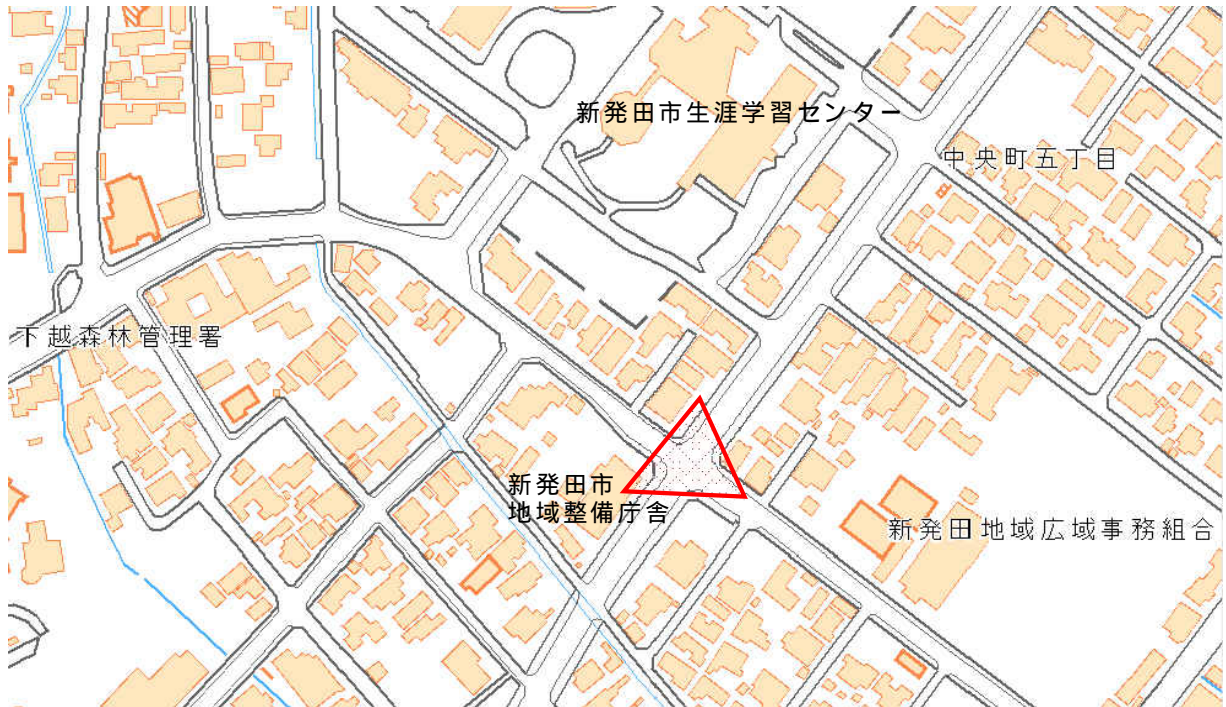 新発田市生涯学習センター
中央町五丁目
下越森林管理署
新発田市
地域整備庁舎
新発田地域広域事務組合